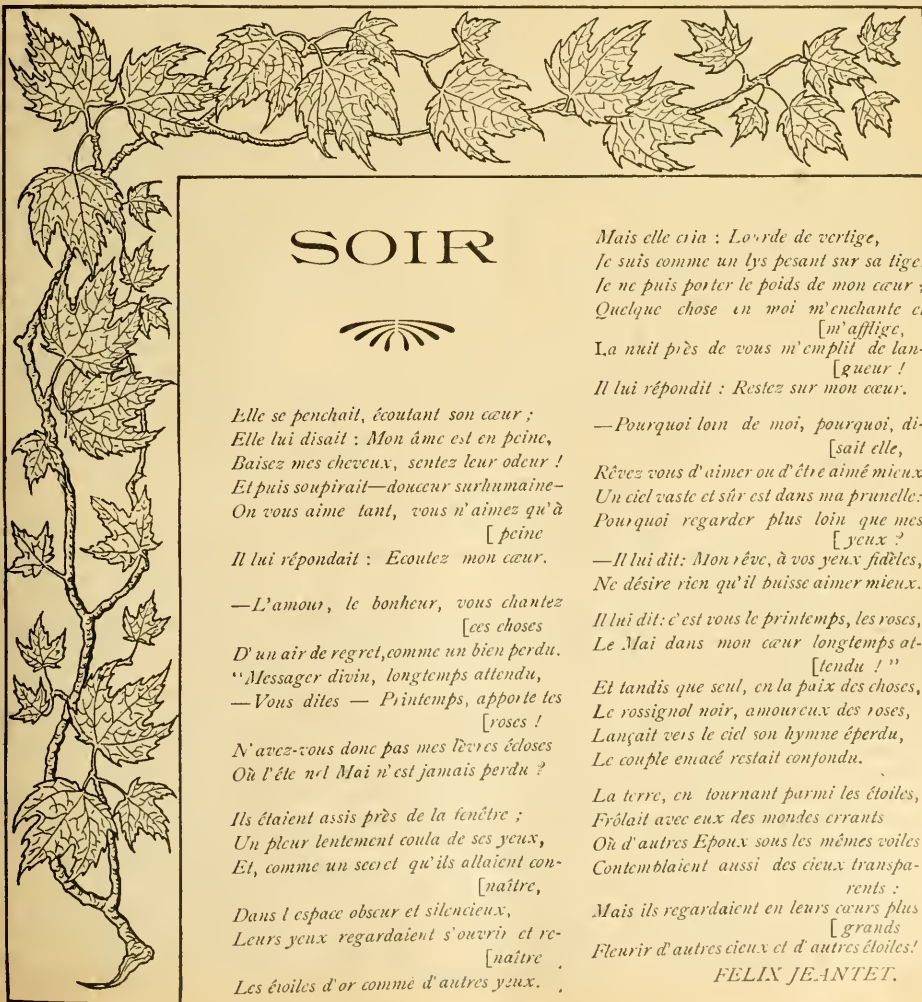 SOIR
Elle se penchait, écoutant son cœur ;
Elle lui disait : Mon âme est en peine,
Baisez mes cheveux, sentez leur odeur !
Et puis soupirait—douceur surhumaine—
On vous aime tant, vous n'aimez qu'à
[peine
Il lui répondait : Ecoutez mon cœur.
—L'amour, le bonheur, vous chantez
[ces choses
D'un air de regret, comme un bien perdu.
"Messager divin, longtemps attendu,
— Vous dites — Printemps, apporte tes
[roses !
N'avez-vous donc pas mes lèvres écloses
Où l'éte nel Mai n'est jamais perdu ?
Ils étaient assis près de la fenêtre ;
Un pleur lentement coula de ses yeux,
Et, comme un secret qu'ils allaient con-
[naître,
Dans l espace obscur et silencieux,
Leurs yeux regardaient s'ouvrir et re-
[naître
Les étoiles d'or comme d'autres yeux.
Mais elle cria : Lourde de vertige,
Je suis comme un lys pesant sur sa tige.
Je ne puis porter le poids de mon cœur ;
Quelque chose en moi m'enchante et
[m'afflige,
La nuit près de vous m'emplit de lan-
[gueur !
Il lui répondit : Restez sur mon cœur.
—Pourquoi loin de moi, pourquoi, di-
[sait elle,
Rêvez vous d'aimer ou d'être aimé mieux
Un ciel vaste et sûr est dans ma prunelle:
Pourquoi regarder plus loin que mes
[yeux ?
—Il lui dit: Mon rêve, à vos yeux fidèles,
Ne désire rien qu'il puisse aimer mieux.
Il lui dit: c'est vous le printemps, les roses,
Le Mai dans mon cœur longtemps at-
[tendu ! "
Et tandis que seul, en la paix des choses,
Le rossignol noir, amoureux des roses,
Lançait vers le ciel son hymne éperdu,
Le couple enlacé restait confondu.
La terre, en tournant parmi les étoiles,
Frôlait avec eux des mondes errants
Où d'autres Epoux sous les mêmes voiles
Contemplaient aussi des cieux transpa-
rents :
Mais ils regardaient en leurs cœurs plus
[grands
Fleurir d'autres cieux et d'autres étoiles!
FELIX JEANTET.